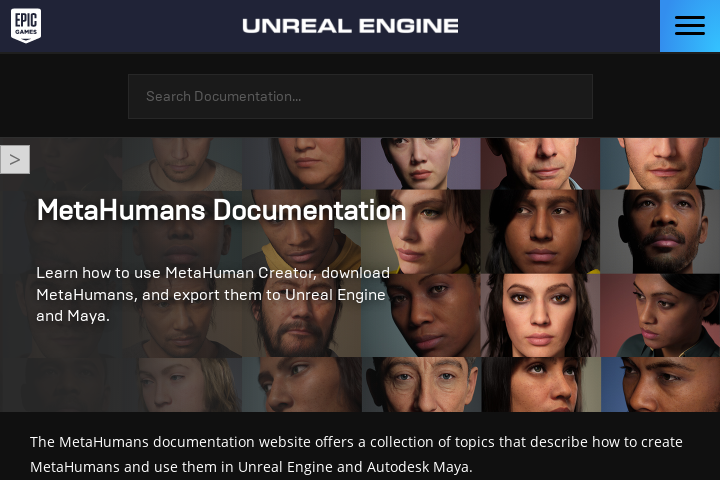 EPIC
GAMES
UNREAL ENGINE
Search Documentation...
>
MetaHumans Documentation
Learn how to use MetaHuman Creator, download
MetaHumans, and export them to Unreal Engine
and Maya.
The MetaHumans documentation website offers a collection of topics that describe how to create
MetaHumans and use them in Unreal Engine and Autodesk Maya.